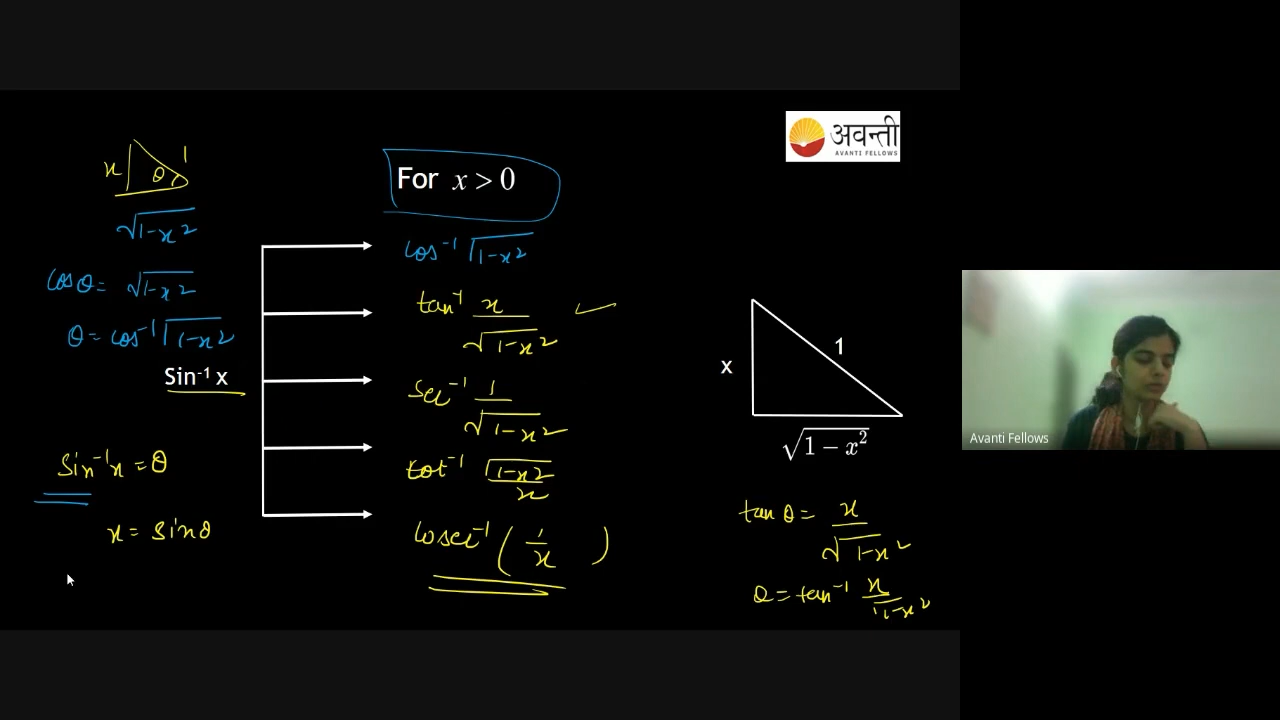 अवन्ती
AVANTI FELLOWS
x
1
θ
√1-x²
cosθ = √1-x²
θ = cos⁻¹ √1-x²
Sin⁻¹ x
sin⁻¹x = θ
x = sinθ
For x > 0
cos⁻¹ √1-x²
tan⁻¹ x/√1-x² ✓
sec⁻¹ 1/√1-x²
cot⁻¹ √1-x²/x
cosec⁻¹ (1/x)
x
1
√1 − x²
tan θ = x/√1-x²
θ = tan⁻¹ x/√1-x²
Avanti Fellows